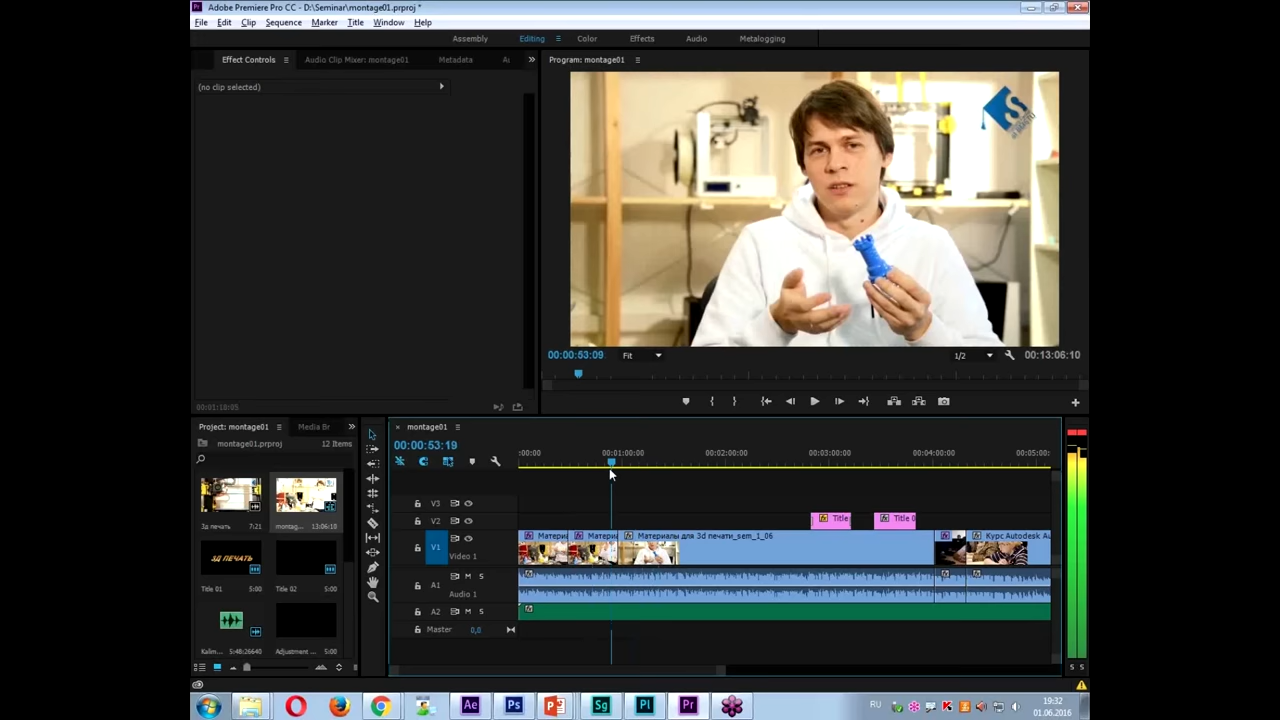 Adobe Premiere Pro CC - D:\Seminar\montage01.prproj *
File Edit Clip Sequence Marker Title Window Help
Assembly Editing Color Effects Audio Metalogging
Effect Controls Audio Clip Mixer: montage01 Metadata
Program: montage01
(no clip selected)
00:00:53:09 Fit 1/2 00:13:06:10
00:01:18:05
Project: montage01 Media Br
montage01.prproj 12 Items
3д печать 7:21 montag... 13:06:10
3D ПЕЧАТЬ
Title 01 5:00 Title 02 5:00
Kalim... 5:48:26640 Adjustment ... 5:00
montage01
00:00:53:19
:00:00 00:01:00:00 00:02:00:00 00:03:00:00 00:04:00:00 00:05:00:
V3
V2 Title Title 0
V1 Материа Материа Материалы для 3d печати_sem_1_06 Курс Autodesk Au
Video 1
A1 M S
Audio 1
A2 M S
Master 0,0
S S
Ae Ps Sg Pl Pr
RU
19:32
01.06.2016